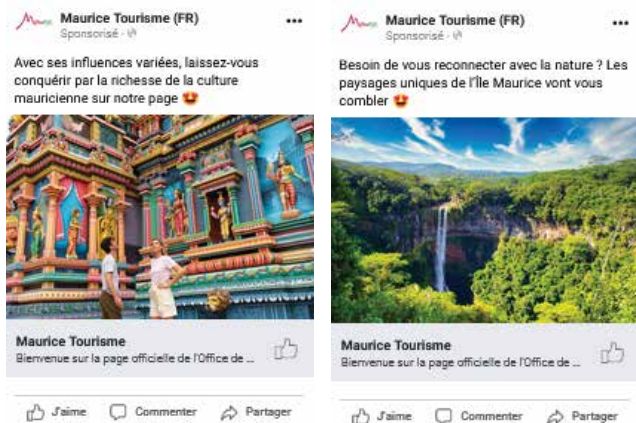 Maurice Tourisme (FR)
Sponsorisé
Avec ses influences variées, laissez-vous
conquérir par la richesse de la culture
mauricienne sur notre page
Maurice Tourisme
Bienvenue sur la page officielle de l'Office de ...
J'aime
Commenter
Partager
Maurice Tourisme (FR)
Sponsorisé
Besoin de vous reconnecter avec la nature ? Les
paysages uniques de l'Île Maurice vont vous
combler
Maurice Tourisme
Bienvenue sur la page officielle de l'Office de ...
J'aime
Commenter
Partager